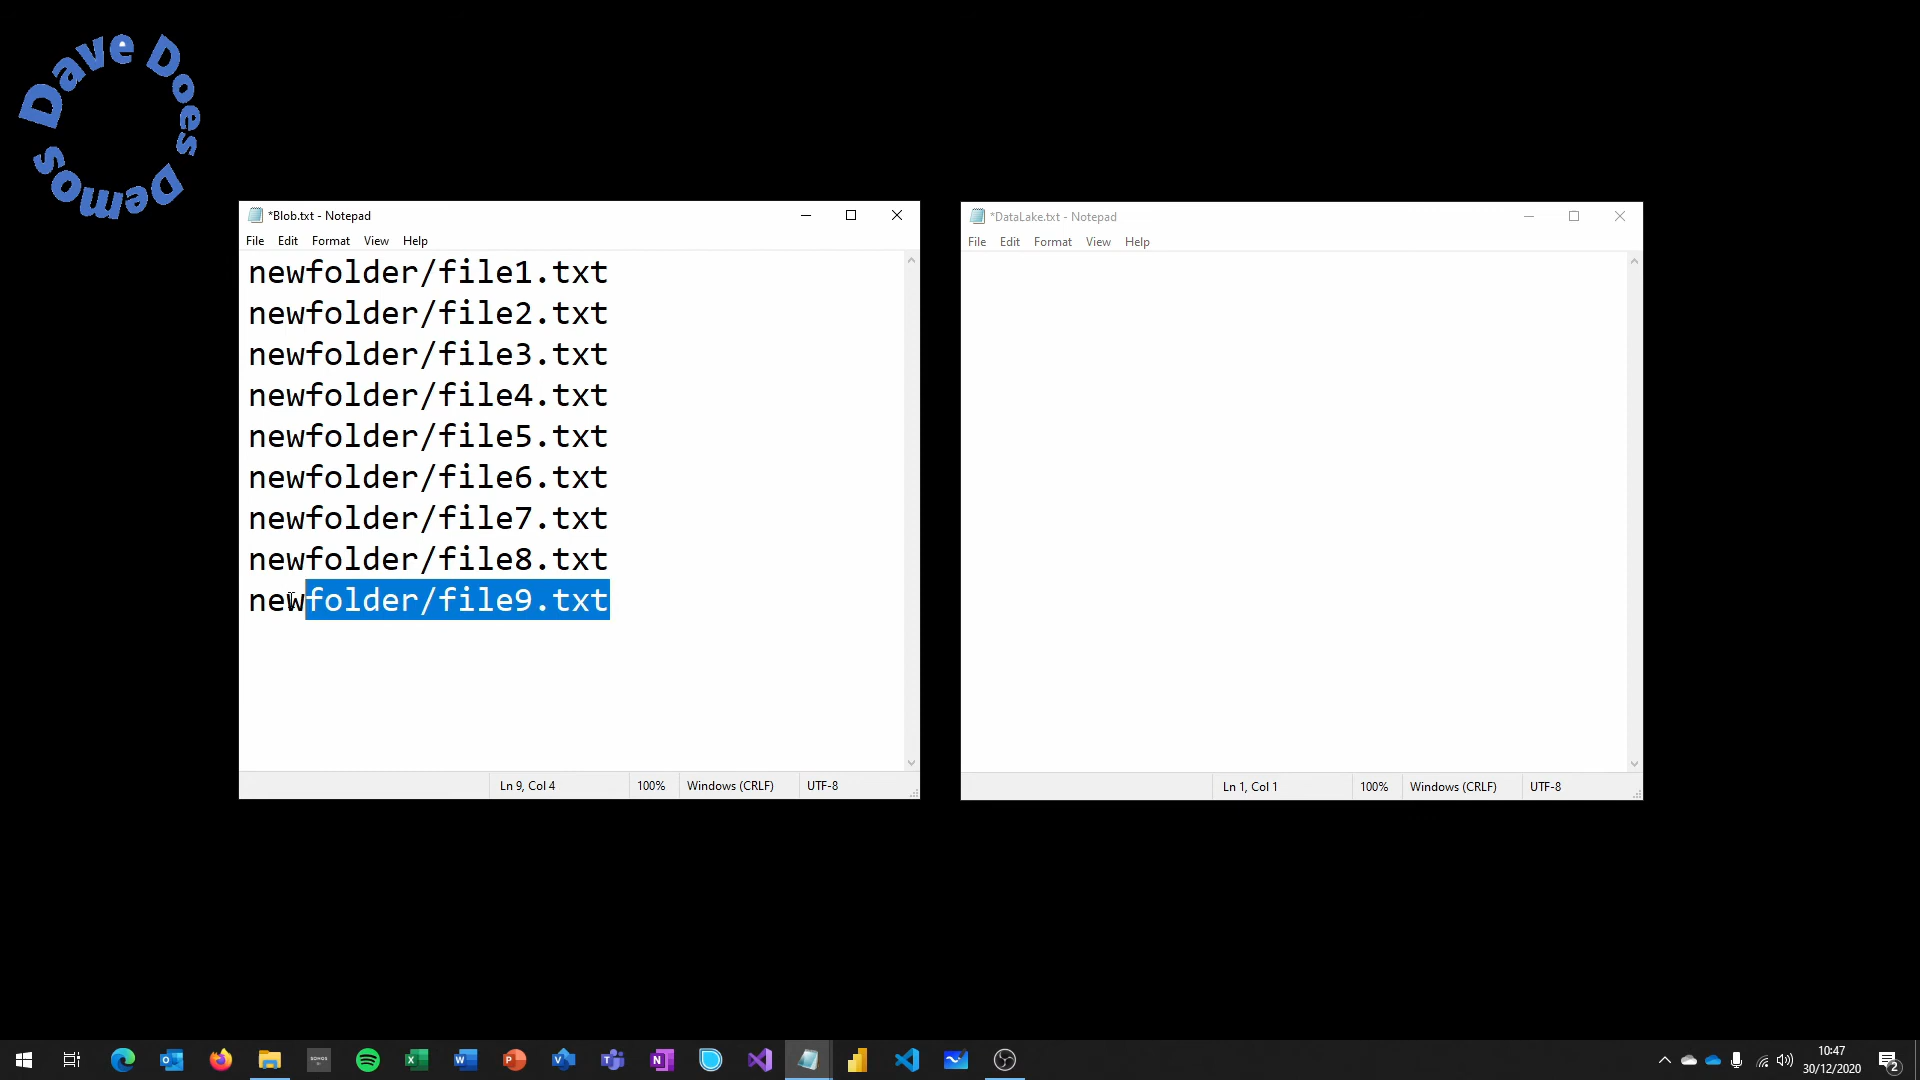 Dave Does Demos
*Blob.txt - Notepad
File Edit Format View Help
newfolder/file1.txt
newfolder/file2.txt
newfolder/file3.txt
newfolder/file4.txt
newfolder/file5.txt
newfolder/file6.txt
newfolder/file7.txt
newfolder/file8.txt
newfolder/file9.txt
Ln 9, Col 4 100% Windows (CRLF) UTF-8
*DataLake.txt - Notepad
File Edit Format View Help
Ln 1, Col 1 100% Windows (CRLF) UTF-8
SONOS
10:47
30/12/2020
2